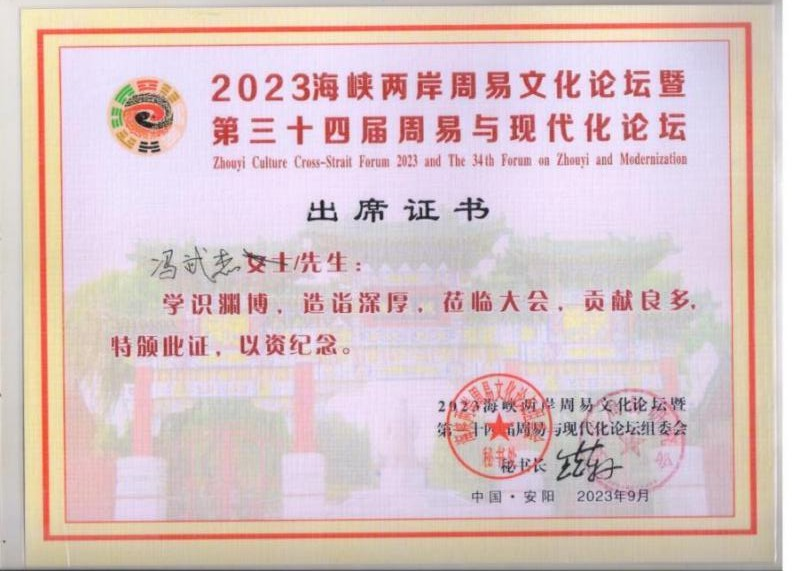 2023海峡两岸周易文化论坛暨
第三十四届周易与现代化论坛
Zhouyi Culture Cross-Strait Forum 2023 and The 34th Forum on Zhouyi and Modernization
出席证书
冯武志女士/先生：
学识渊博，造诣深厚，莅临大会，贡献良多，
特颁此证，以资纪念。
2023海峡两岸周易文化论坛暨
第三十四届周易与现代化论坛组委会
秘书处
秘书长
中国·安阳 2023年9月